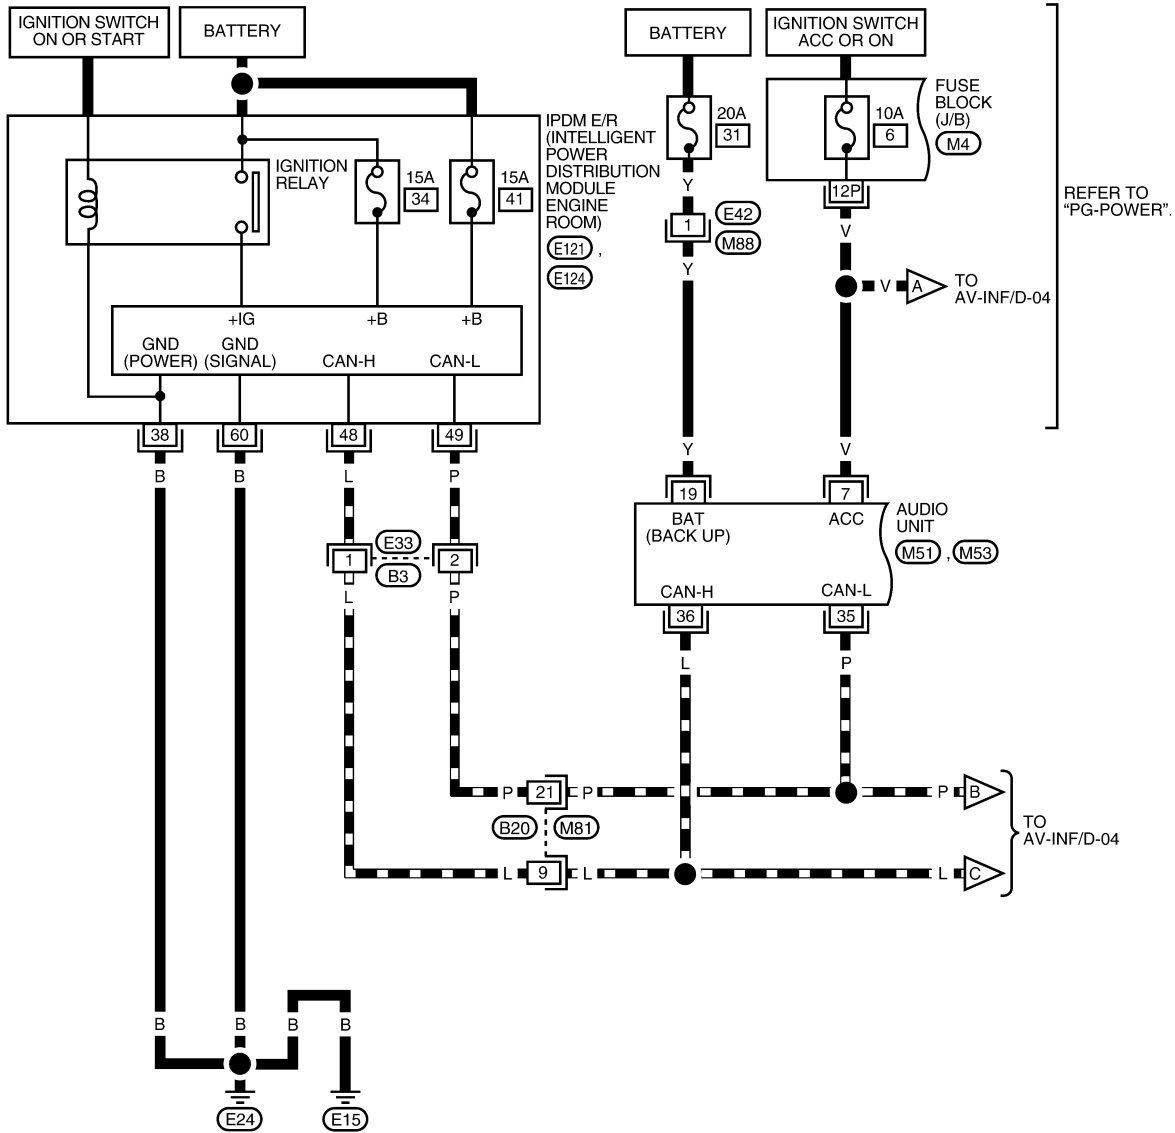 IGNITION SWITCH
ON OR START
BATTERY
BATTERY
IGNITION SWITCH
ACC OR ON
IPDM E/R
(INTELLIGENT
POWER
DISTRIBUTION
MODULE
ENGINE
ROOM)
E121 ,
E124
IGNITION
RELAY
15A
34
15A
41
20A
31
10A
6
FUSE
BLOCK
(J/B)
M4
12P
REFER TO
“PG-POWER”.
Y
1
E42
M88
Y
V
V
A
TO
AV-INF/D-04
+IG
+B
+B
GND
(POWER)
GND
(SIGNAL)
CAN-H
CAN-L
38
60
48
49
B
B
L
P
Y
V
19
7
BAT
(BACK UP)
ACC
AUDIO
UNIT
M51 , M53
CAN-H
CAN-L
36
35
1
E33
B3
2
L
P
L
P
P
21
P
P
B
B20
M81
TO
AV-INF/D-04
L
9
L
L
C
B
B
B
B
E24
E15